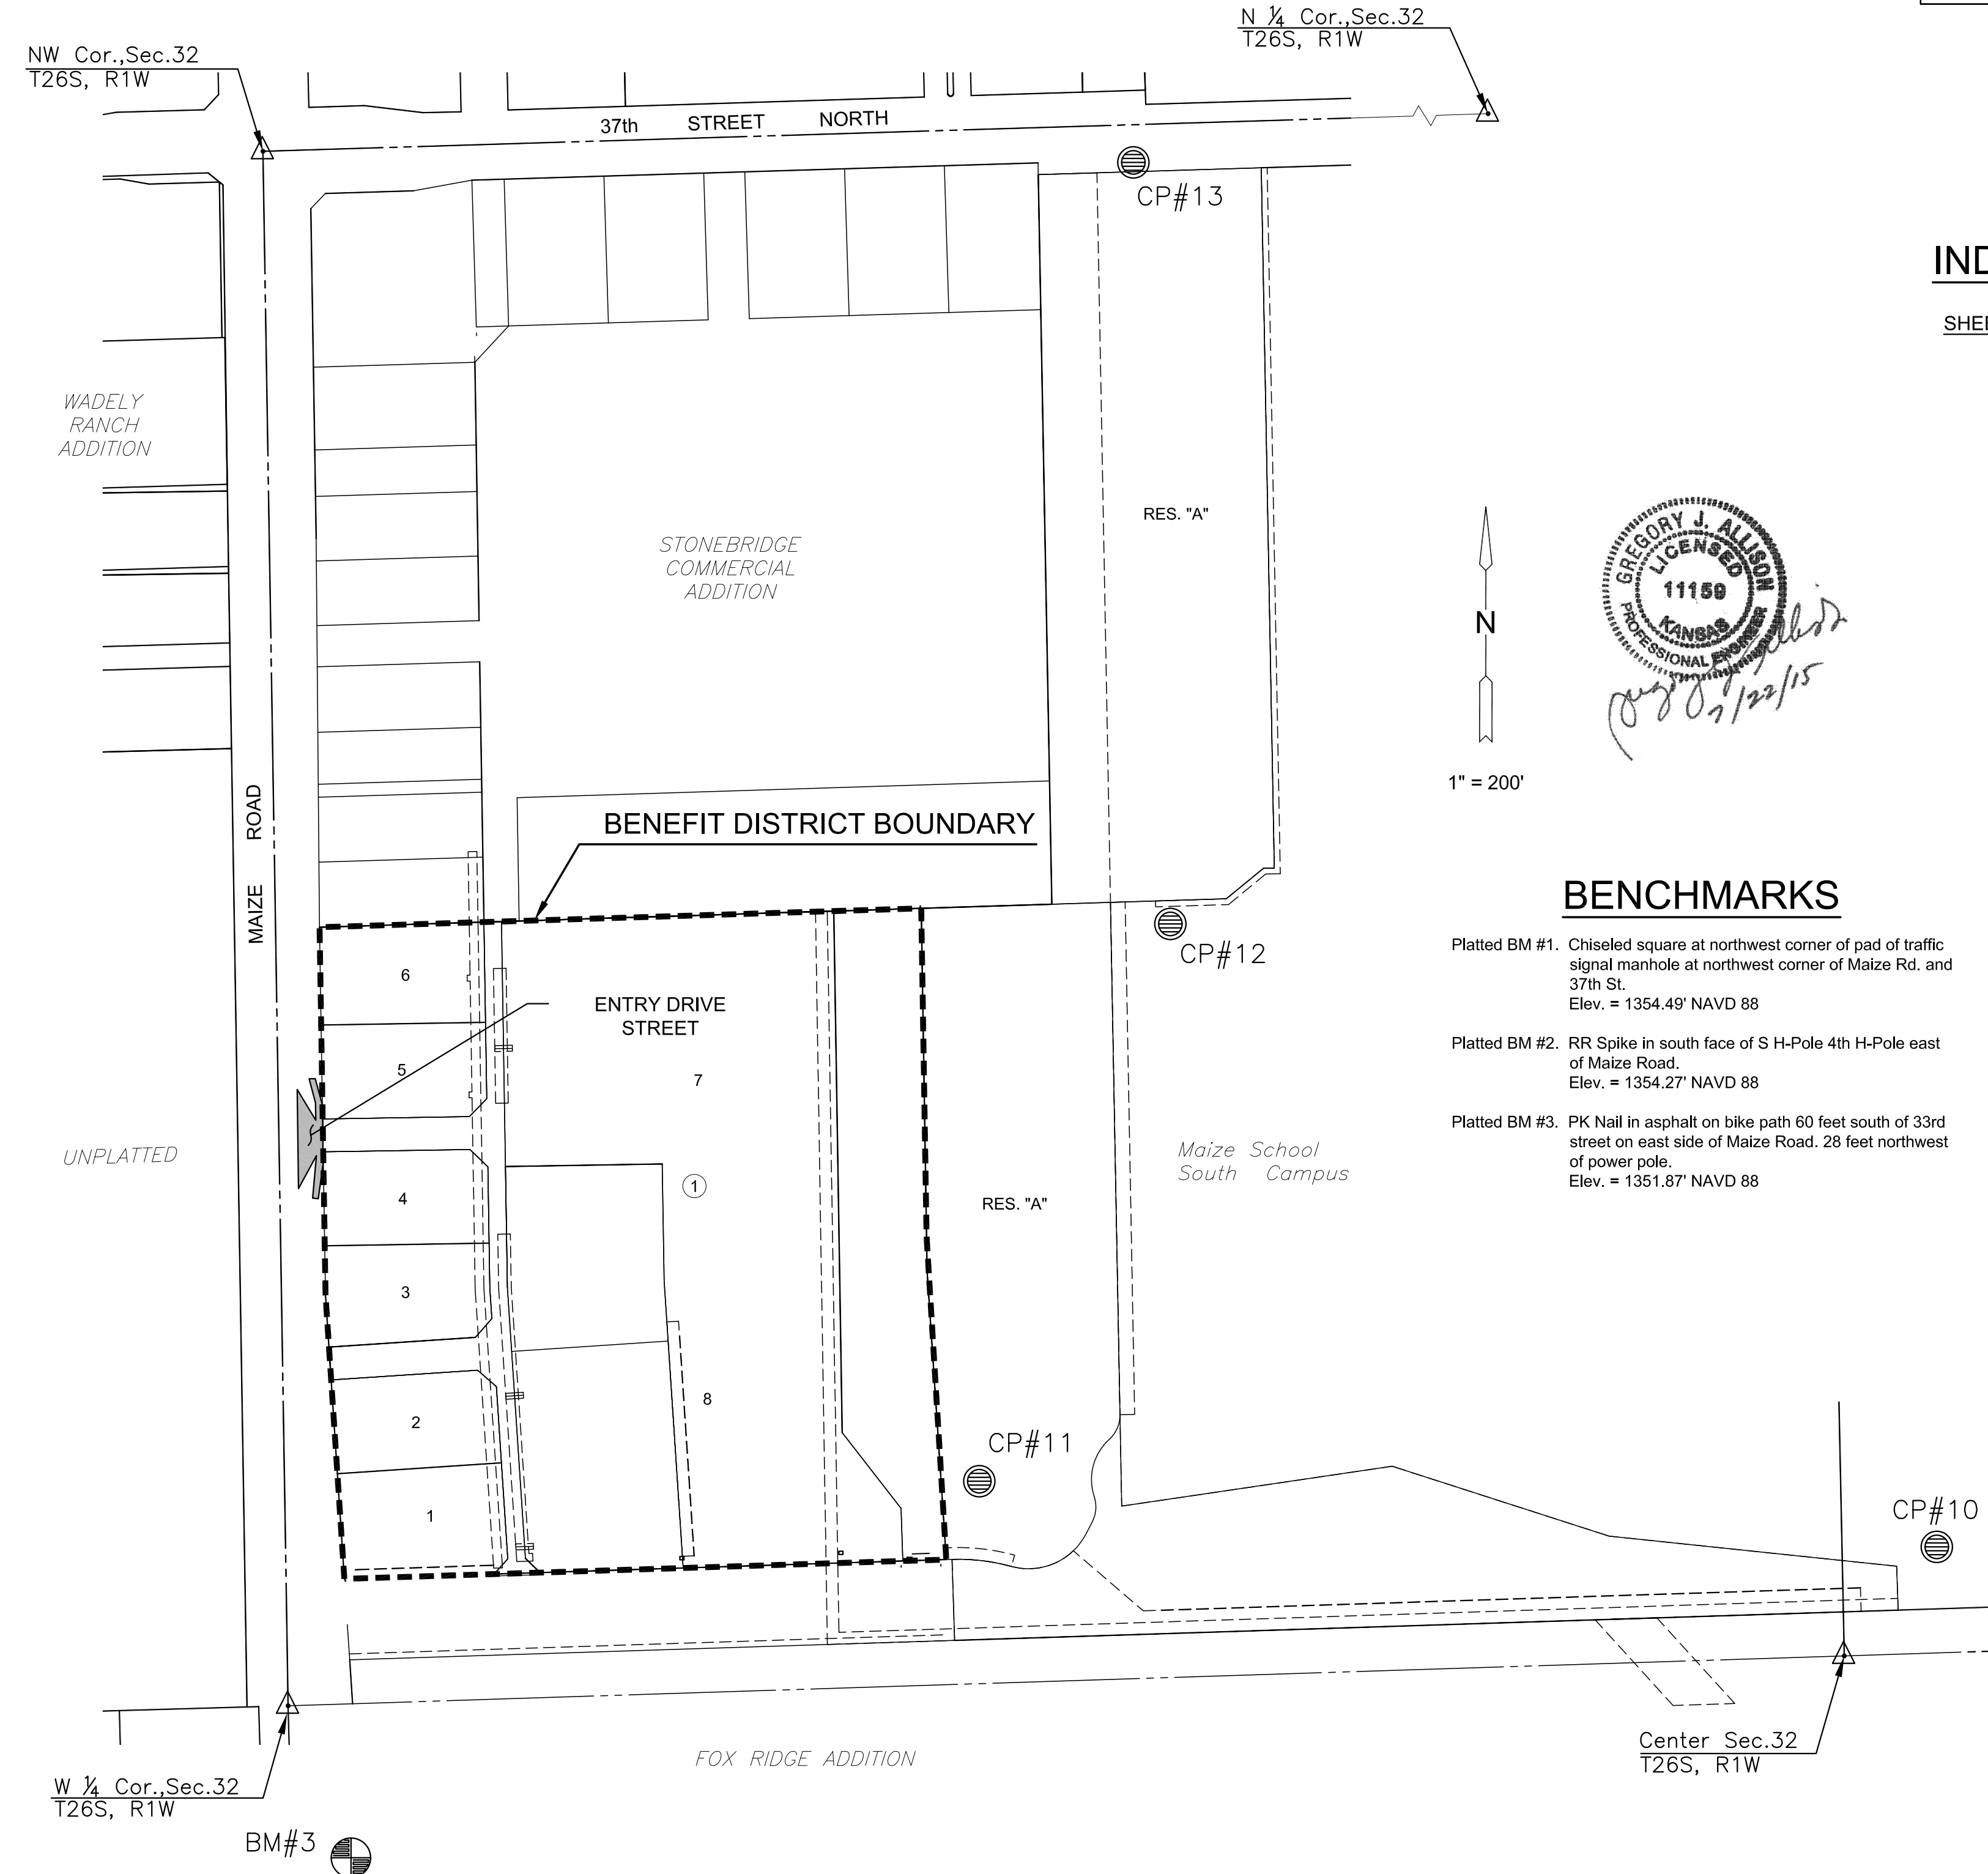 N ¼ Cor.,Sec.32
T26S, R1W
NW Cor.,Sec.32
T26S, R1W
37th STREET NORTH
CP#13
IND
SHE
WADELY
RANCH
ADDITION
STONEBRIDGE
COMMERCIAL
ADDITION
RES. "A"
GREGORY J. ALLISON
LICENSED
11159
KANSAS
PROFESSIONAL ENGINEER
7/22/15
N
1" = 200'
MAIZE ROAD
BENEFIT DISTRICT BOUNDARY
BENCHMARKS
Platted BM #1. Chiseled square at northwest corner of pad of traffic
signal manhole at northwest corner of Maize Rd. and
37th St.
Elev. = 1354.49' NAVD 88
Platted BM #2. RR Spike in south face of S H-Pole 4th H-Pole east
of Maize Road.
Elev. = 1354.27' NAVD 88
Platted BM #3. PK Nail in asphalt on bike path 60 feet south of 33rd
street on east side of Maize Road. 28 feet northwest
of power pole.
Elev. = 1351.87' NAVD 88
CP#12
6
ENTRY DRIVE
STREET
5
7
UNPLATTED
Maize School
South Campus
4
1
RES. "A"
3
8
2
CP#11
1
CP#10
FOX RIDGE ADDITION
Center Sec.32
T26S, R1W
W ¼ Cor.,Sec.32
T26S, R1W
BM#3